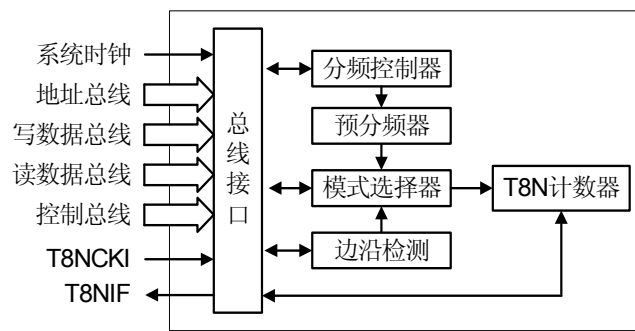 系统时钟
地址总线
写数据总线
读数据总线
控制总线
T8NCKI
T8NIF
总线接口
分频控制器
预分频器
模式选择器
边沿检测
T8N计数器